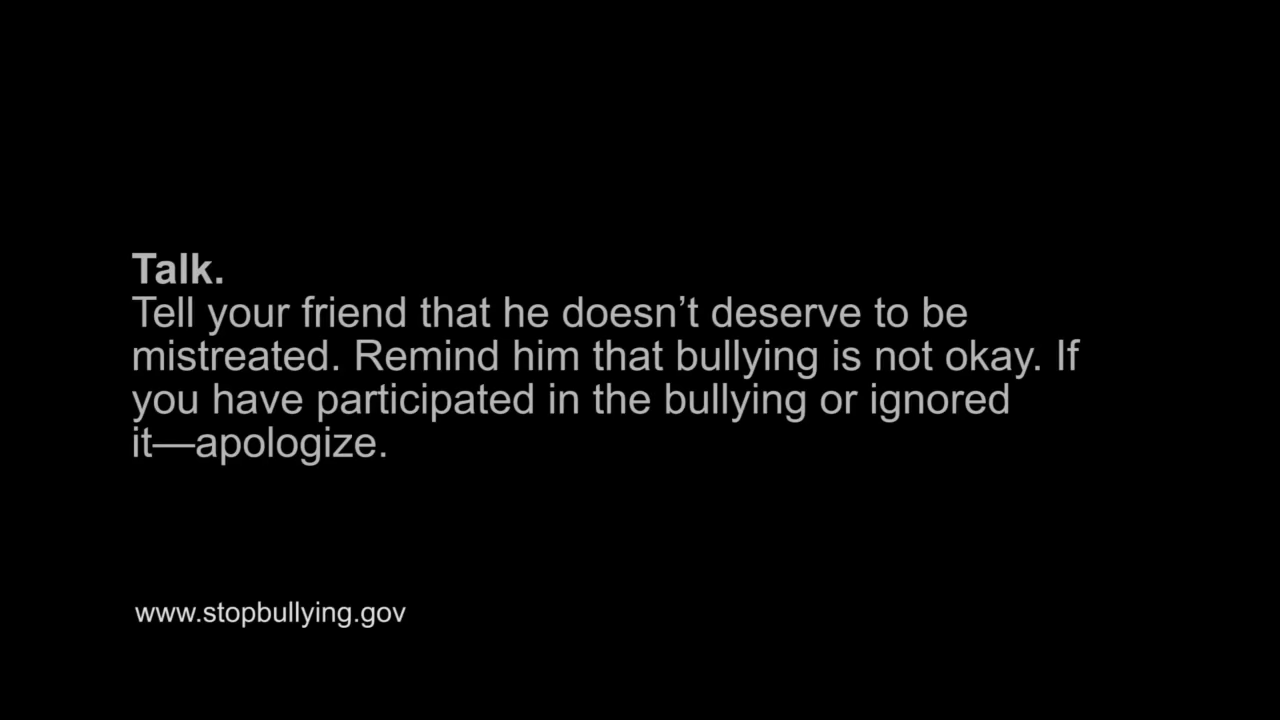 Talk.
Tell your friend that he doesn’t deserve to be
mistreated. Remind him that bullying is not okay. If
you have participated in the bullying or ignored
it—apologize.
www.stopbullying.gov